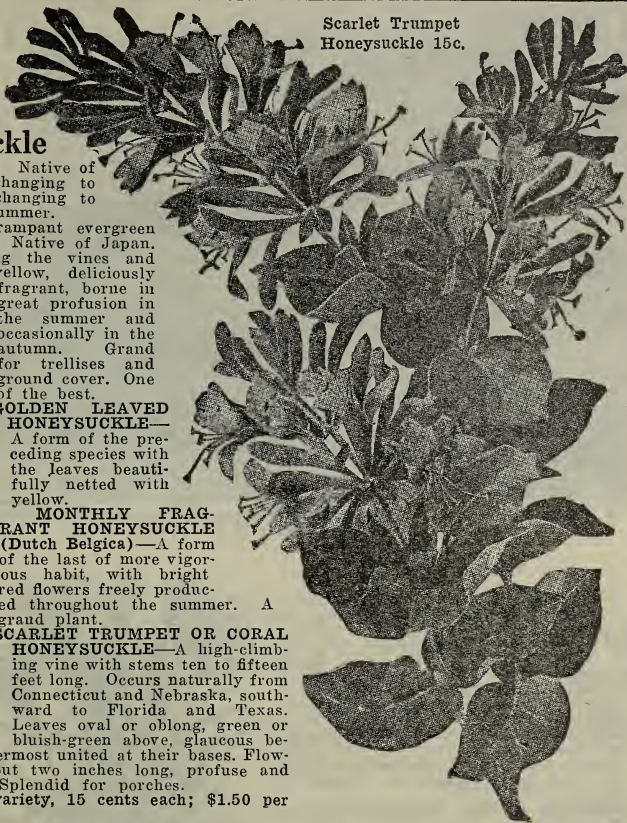 Scarlet Trumpet
Honeysuckle 15c.
ckle
Native of
hanging to
changing to
ummer.
rampant evergreen
Native of Japan.
g the vines and
yellow, deliciously
fragrant, borne in
great profusion in
the summer and
occasionally in the
autumn. Grand
for trellises and
ground cover. One
of the best.
GOLDEN LEAVED
HONEYSUCKLE—
A form of the pre-
ceding species with
the leaves beauti-
fully netted with
yellow.
MONTHLY FRAG-
RANT HONEYSUCKLE
(Dutch Belgica)—A form
of the last of more vigor-
ous habit, with bright
red flowers freely produc-
ed throughout the summer. A
grand plant.
SCARLET TRUMPET OR CORAL
HONEYSUCKLE—A high-climb-
ing vine with stems ten to fifteen
feet long. Occurs naturally from
Connecticut and Nebraska, south-
ward to Florida and Texas.
Leaves oval or oblong, green or
bluish-green above, glaucous be-
ermost united at their bases. Flow-
ut two inches long, profuse and
Splendid for porches.
variety, 15 cents each; $1.50 per